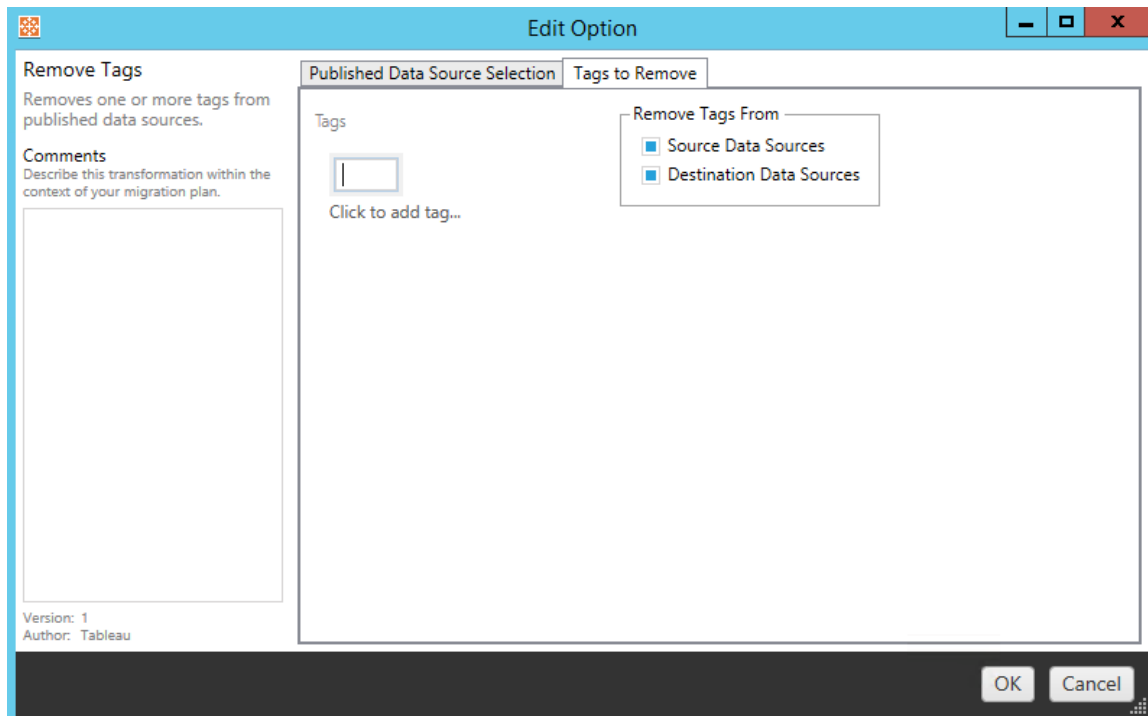 Edit Option
Remove Tags
Removes one or more tags from
published data sources.
Comments
Describe this transformation within the
context of your migration plan.
Version: 1
Author: Tableau
Published Data Source Selection
Tags to Remove
Tags
Click to add tag...
Remove Tags From
Source Data Sources
Destination Data Sources
OK
Cancel